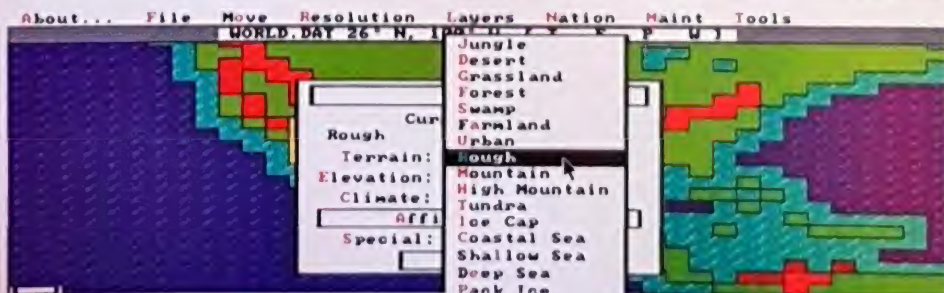 About... File Move Resolution Layers Nation Maint Tools
WORLD.DAT 26° N,
Jungle
Desert
Grassland
Forest
Swamp
Farmland
Urban
Rough
Mountain
High Mountain
Tundra
Ice Cap
Coastal Sea
Shallow Sea
Deep Sea
Pack Ice
Cur
Rough
Terrain:
Elevation:
Climate:
Affi
Special: